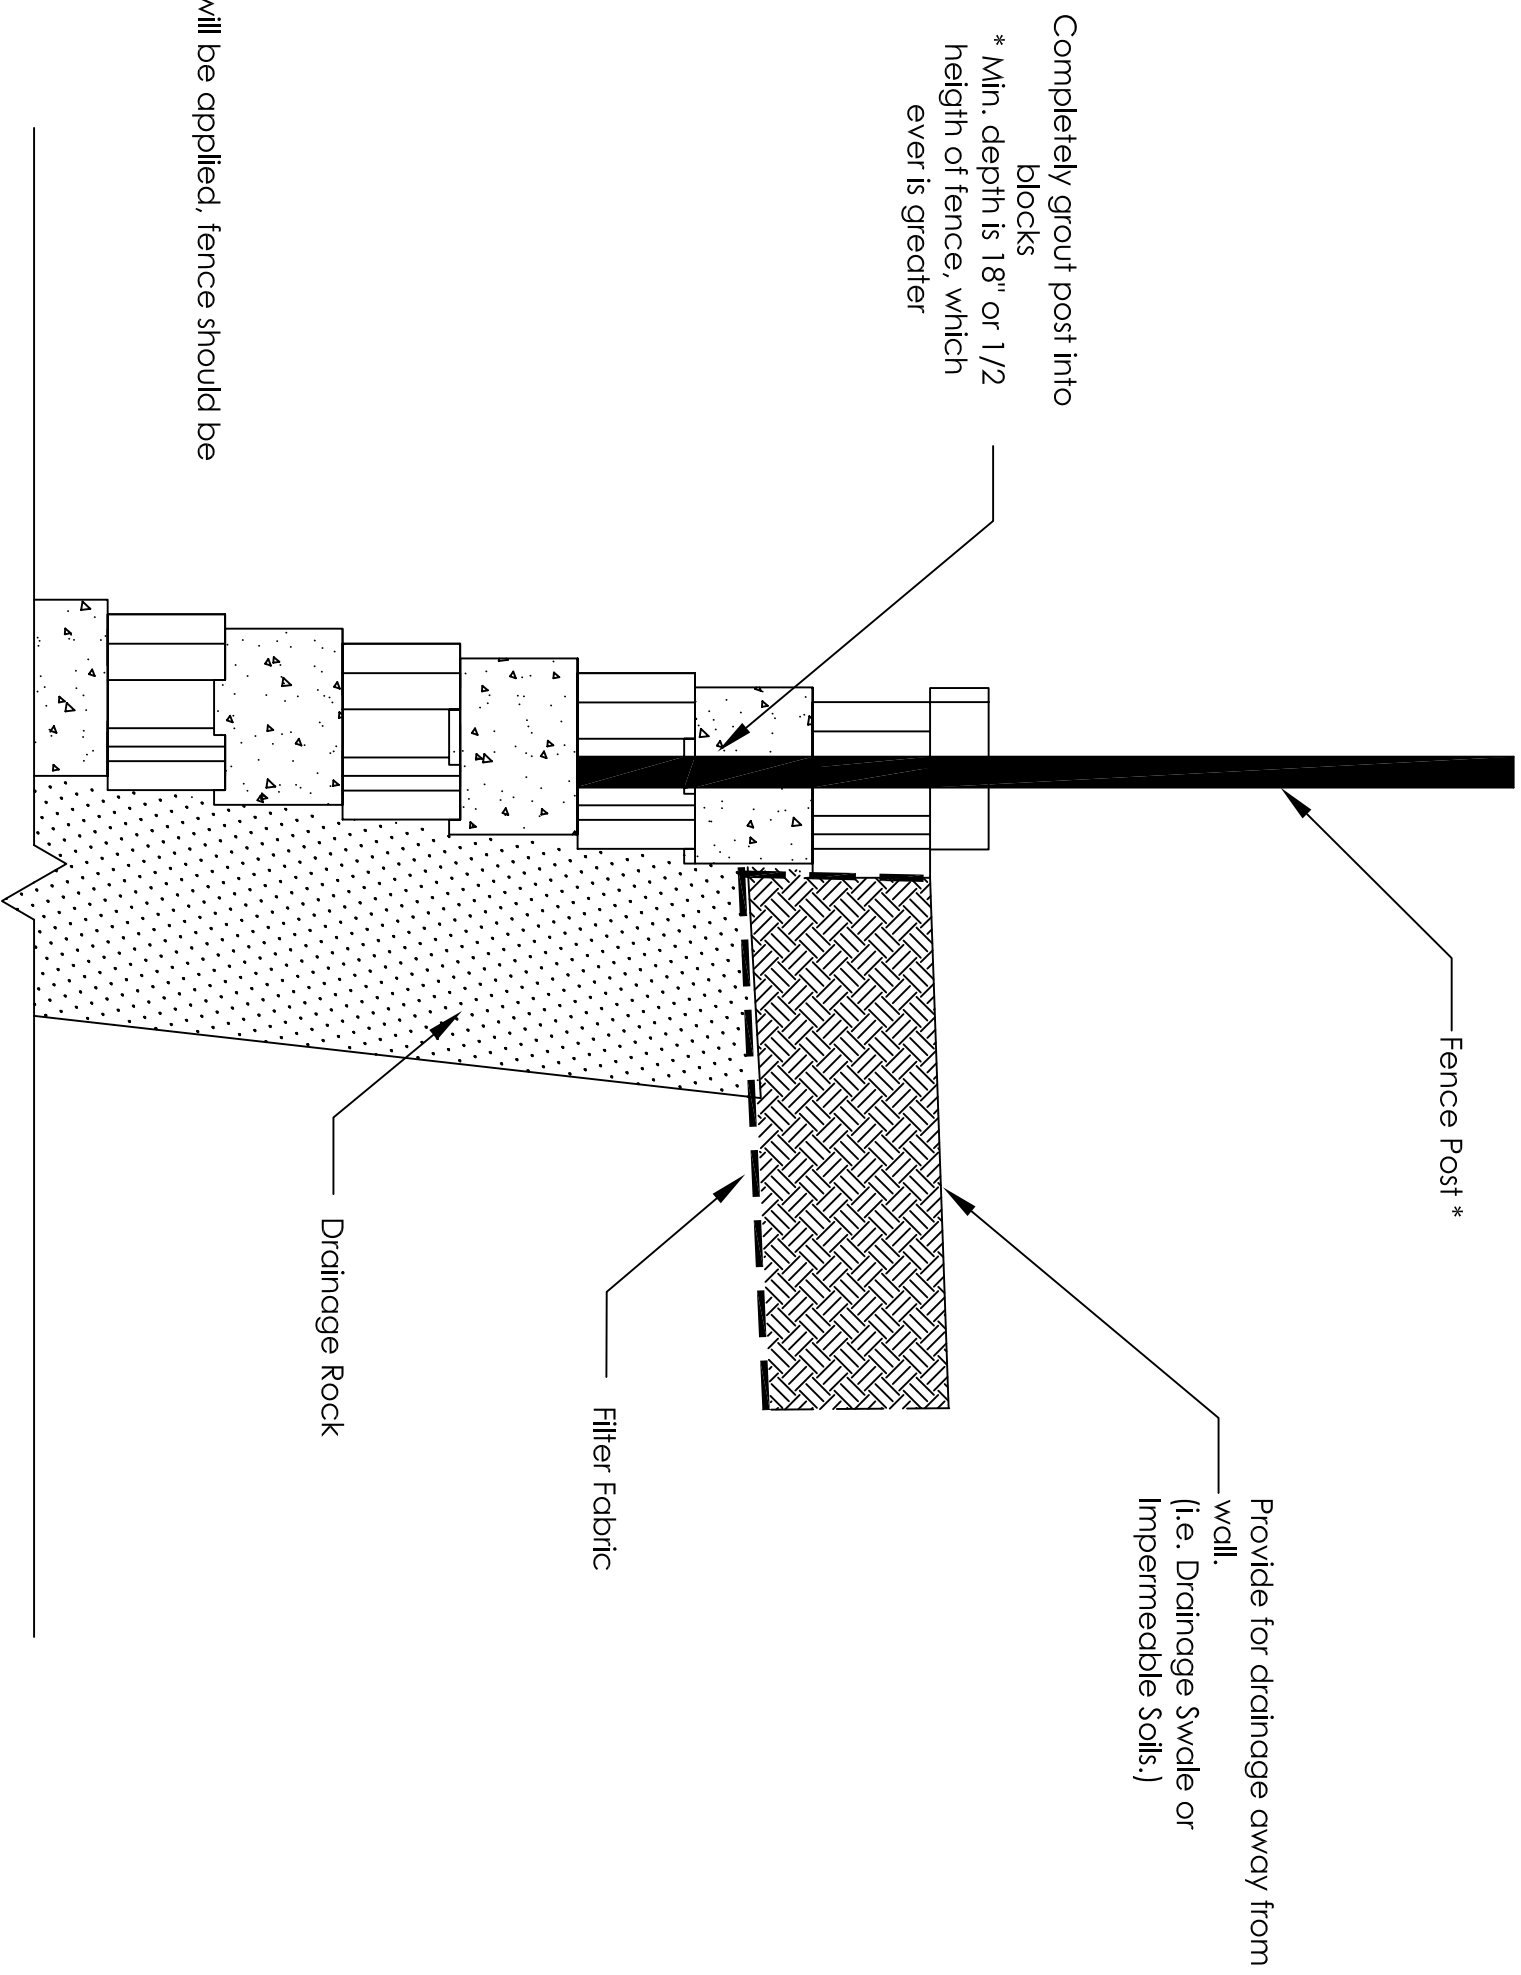 Fence Post *
Provide for drainage away from
wall.
(i.e. Drainage Swale or
Impermeable Soils.)
Completely grout post into
blocks
* Min. depth is 18" or 1/2
heigth of fence, which
ever is greater
Filter Fabric
Drainage Rock
will be applied, fence should be